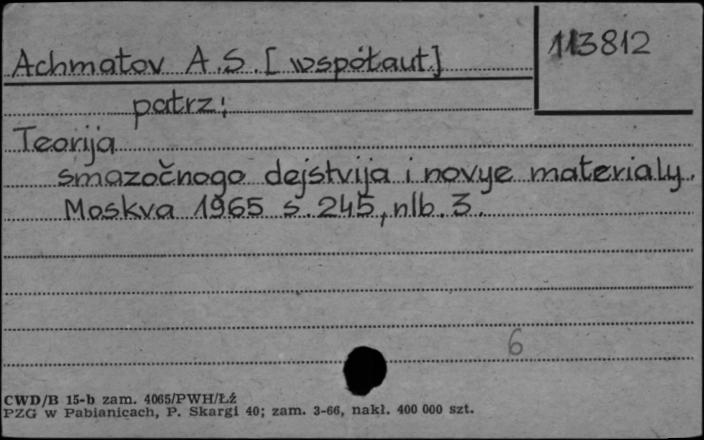 Achmatov A.S. [współaut.]
113812
patrz:
Teorija
smazočnogo dejstvija i novye materialy.
Moskva 1965 s. 245, nlb. 3.
6
CWD/B 15-b zam. 4065/PWH/Łź
PZG w Pabianicach, P. Skargi 40; zam. 3-66, nakł. 400 000 szt.